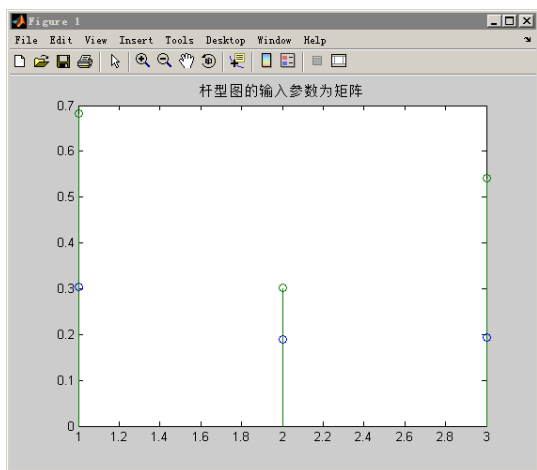 Figure 1
File Edit View Insert Tools Desktop Window Help
杆型图的输入参数为矩阵
0.7
0.6
0.5
0.4
0.3
0.2
0.1
0
1 1.2 1.4 1.6 1.8 2 2.2 2.4 2.6 2.8 3